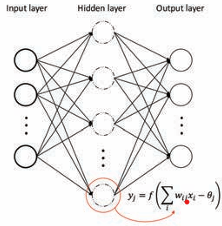 Input layer Hidden layer Output layer
y_j = f(∑_i w_ij x_i − θ_j)